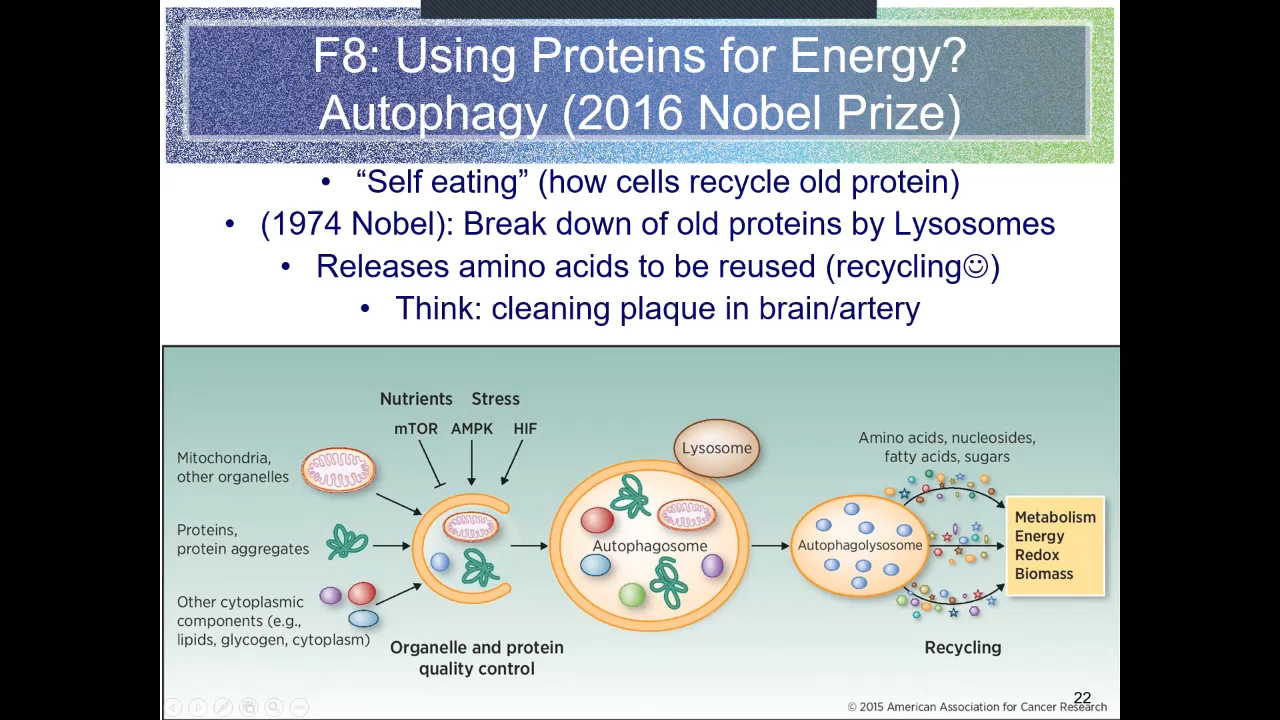 F8: Using Proteins for Energy?
Autophagy (2016 Nobel Prize)
• “Self eating” (how cells recycle old protein)
• (1974 Nobel): Break down of old proteins by Lysosomes
• Releases amino acids to be reused (recycling☺)
• Think: cleaning plaque in brain/artery
Nutrients Stress
mTOR AMPK HIF
Mitochondria,
other organelles
Proteins,
protein aggregates
Other cytoplasmic
components (e.g.,
lipids, glycogen, cytoplasm)
Organelle and protein
quality control
Lysosome
Autophagosome
Autophagolysosome
Amino acids, nucleosides,
fatty acids, sugars
Metabolism
Energy
Redox
Biomass
Recycling
22
© 2015 American Association for Cancer Research